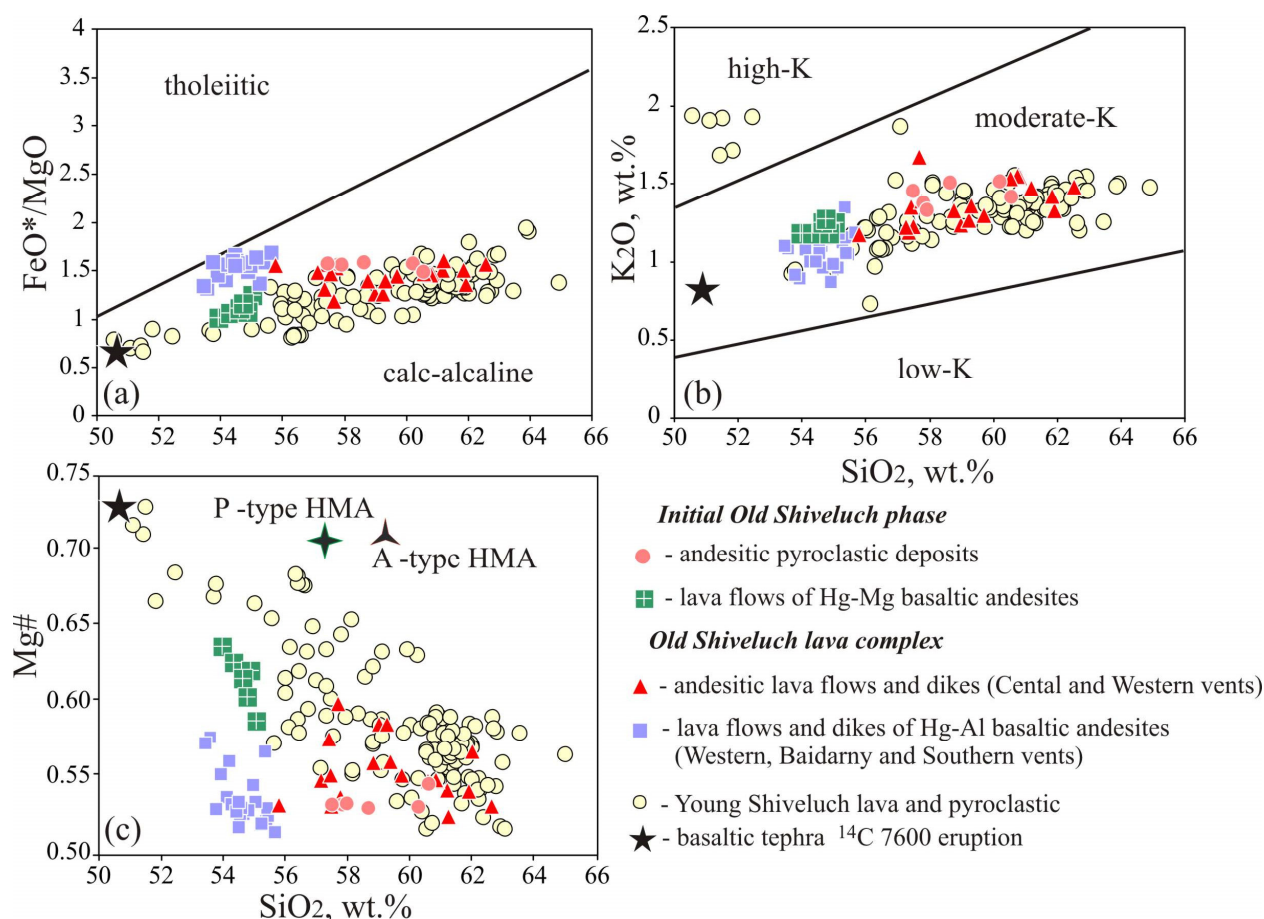 4
3.5
3
2.5
2
1.5
1
0.5
0
FeO*/MgO
tholeiitic
calc-alcaline
(a)
50 52 54 56 58 60 62 64 66
2.5
2
1.5
1
0.5
0
K2O, wt.%
high-K
moderate-K
low-K
(b)
50 52 54 56 58 60 62 64 66
SiO2, wt.%
0.75
0.70
0.65
0.60
0.55
0.50
Mg#
P -type HMA
A -typc HMA
(c)
50 52 54 56 58 60 62 64 66
SiO2, wt.%
Initial Old Shiveluch phase
- andesitic pyroclastic deposits
- lava flows of Hg-Mg basaltic andesites
Old Shiveluch lava complex
- andesitic lava flows and dikes (Cental and Western vents)
- lava flows and dikes of Hg-Al basaltic andesites
(Western, Baidarny and Southern vents)
- Young Shiveluch lava and pyroclastic
- basaltic tephra 14C 7600 eruption